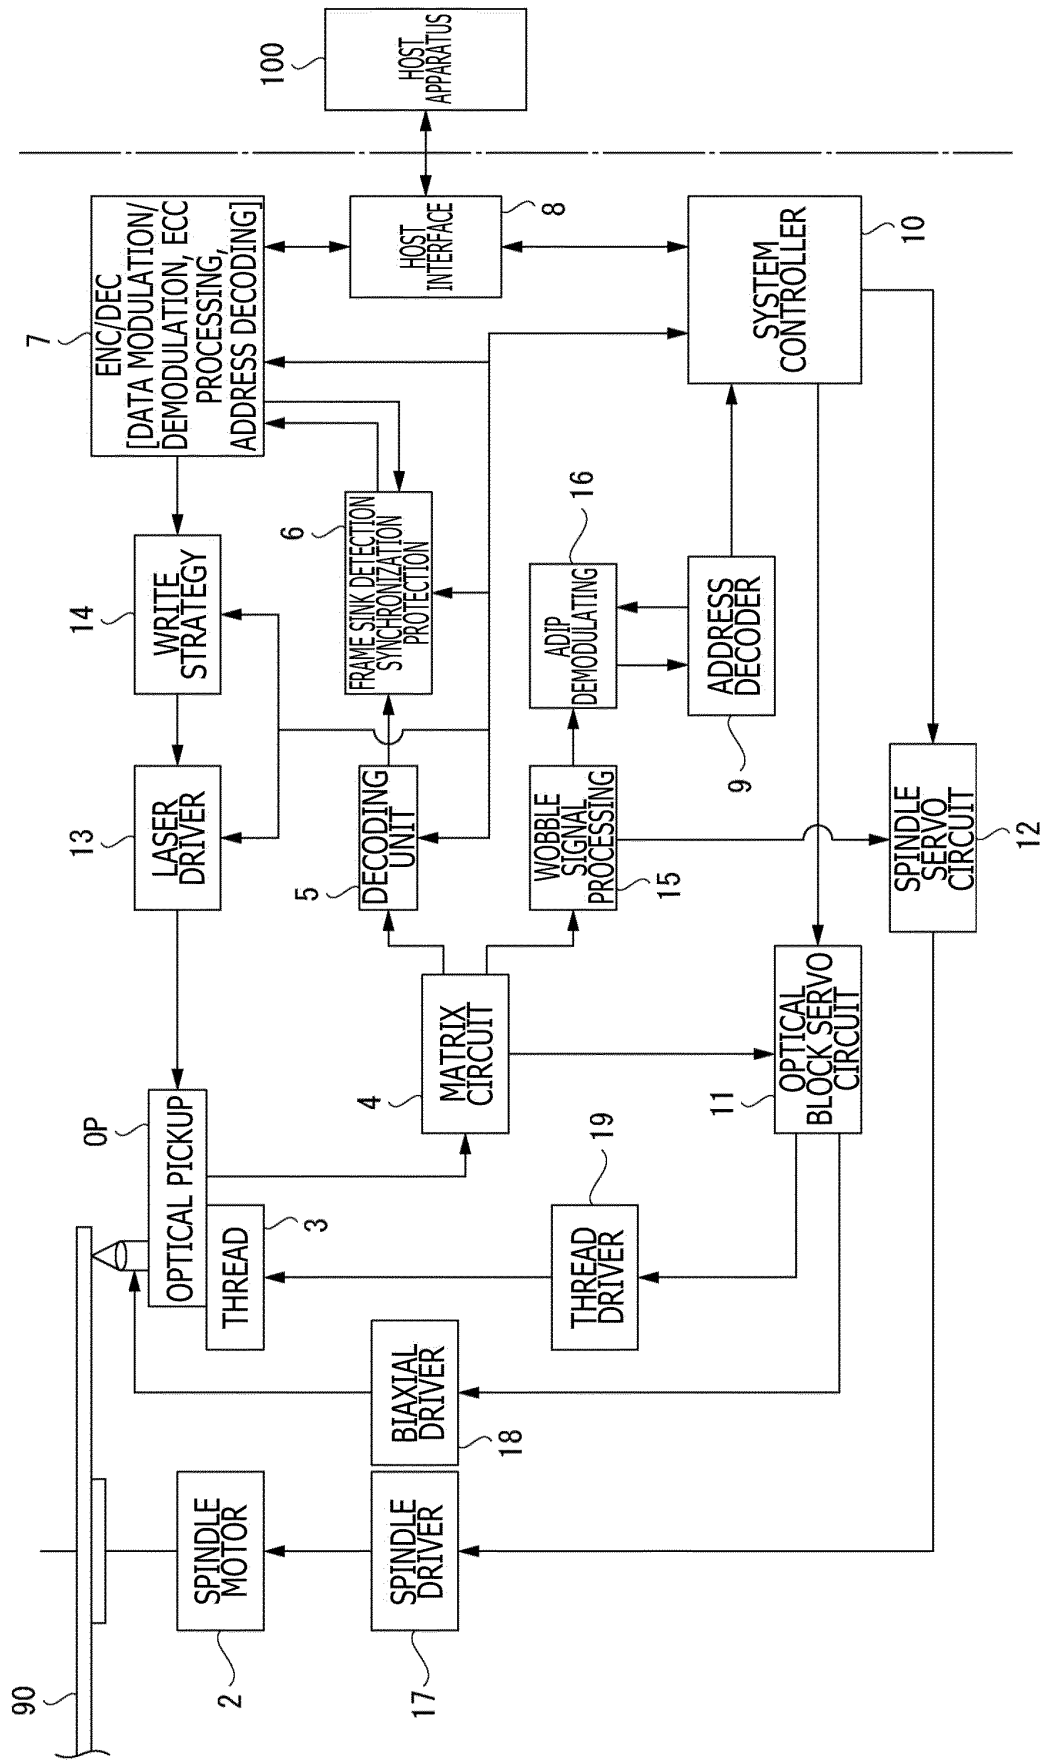 90
OP
OPTICAL PICKUP
THREAD
3
SPINDLE
MOTOR
2
SPINDLE
DRIVER
17
BIAXIAL
DRIVER
18
THREAD
DRIVER
19
LASER
DRIVER
13
WRITE
STRATEGY
14
ENC/DEC
[DATA MODULATION/
DEMODULATION, ECC
PROCESSING,
ADDRESS DECODING]
7
MATRIX
CIRCUIT
4
DECODING
UNIT
5
FRAME SINK DETECTION
SYNCHRONIZATION
PROTECTION
6
HOST
INTERFACE
8
HOST
APPARATUS
100
WOBBLE
SIGNAL
PROCESSING
15
ADIP
DEMODULATING
16
ADDRESS
DECODER
9
SYSTEM
CONTROLLER
10
OPTICAL
BLOCK SERVO
CIRCUIT
11
SPINDLE
SERVO
CIRCUIT
12